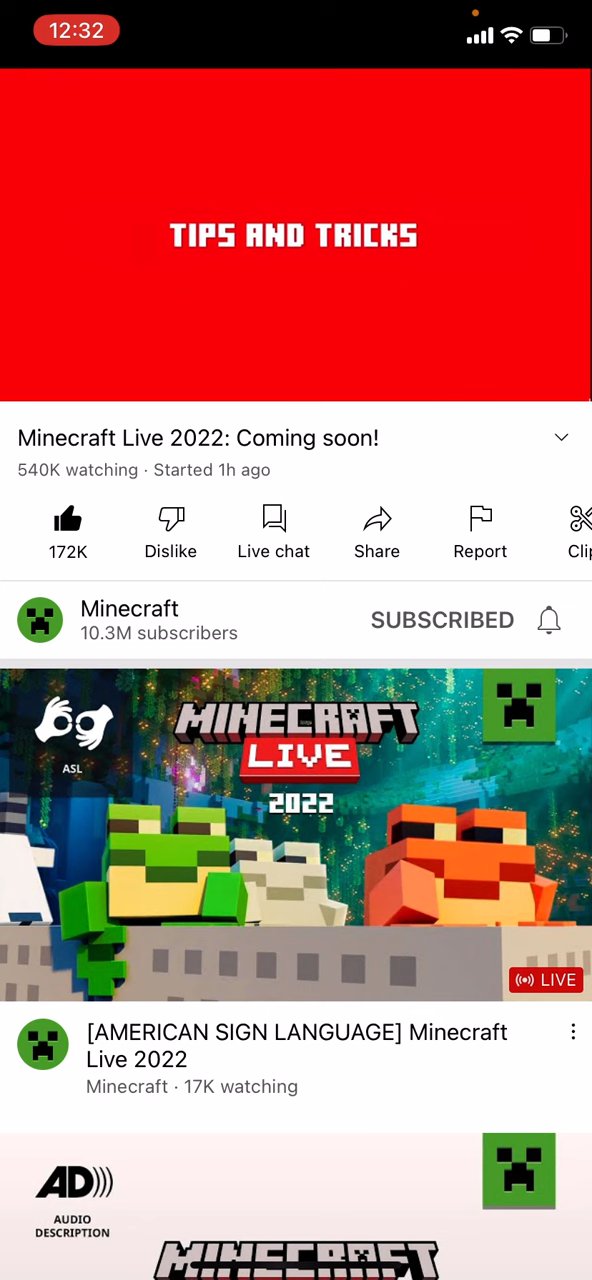 12:32
TIPS AND TRICKS
Minecraft Live 2022: Coming soon!
540K watching · Started 1h ago
172K
Dislike
Live chat
Share
Report
Clip
Minecraft
10.3M subscribers
SUBSCRIBED
ASL
MINECRAFT
LIVE
2022
LIVE
[AMERICAN SIGN LANGUAGE] Minecraft
Live 2022
Minecraft · 17K watching
AD
AUDIO
DESCRIPTION
MINECRAFT